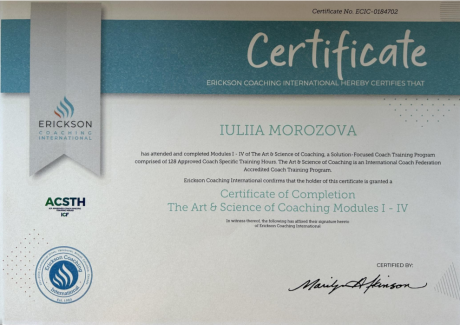 Certificate No. ECIC-0184702
Certificate
ERICKSON COACHING INTERNATIONAL HEREBY CERTIFIES THAT
ERICKSON
COACHING
INTERNATIONAL
IULIIA MOROZOVA
has attended and completed Modules I - IV of The Art & Science of Coaching, a Solution-Focused Coach Training Program
comprised of 128 Approved Coach Specific Training Hours. The Art & Science of Coaching is an International Coach Federation
Accredited Coach Training Program.
Erickson Coaching International confirms that the holder of this certificate is granted a
Certificate of Completion
The Art & Science of Coaching Modules I - IV
ACSTH
ICF
In witness thereof, the following has affixed their signature hereto
of Erickson Coaching International
Erickson Coaching
International
CERTIFIED BY:
Marilyn Atkinson